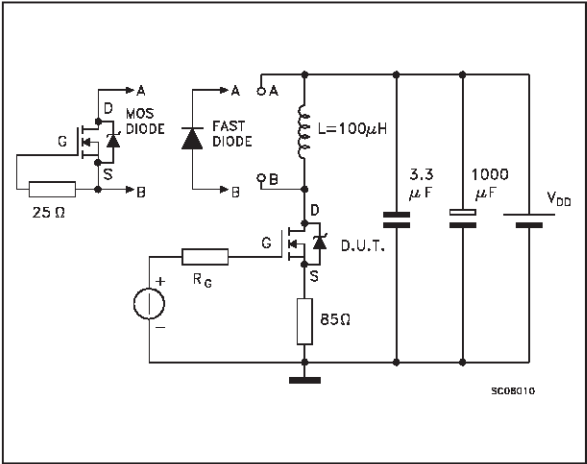 A
D
MOS
DIODE
G
S
B
25 Ω
A
FAST
DIODE
B
A
L=100μH
B
D
G
D.U.T.
S
RG
+
−
85Ω
3.3
μF
1000
μF
VDD
SC08010